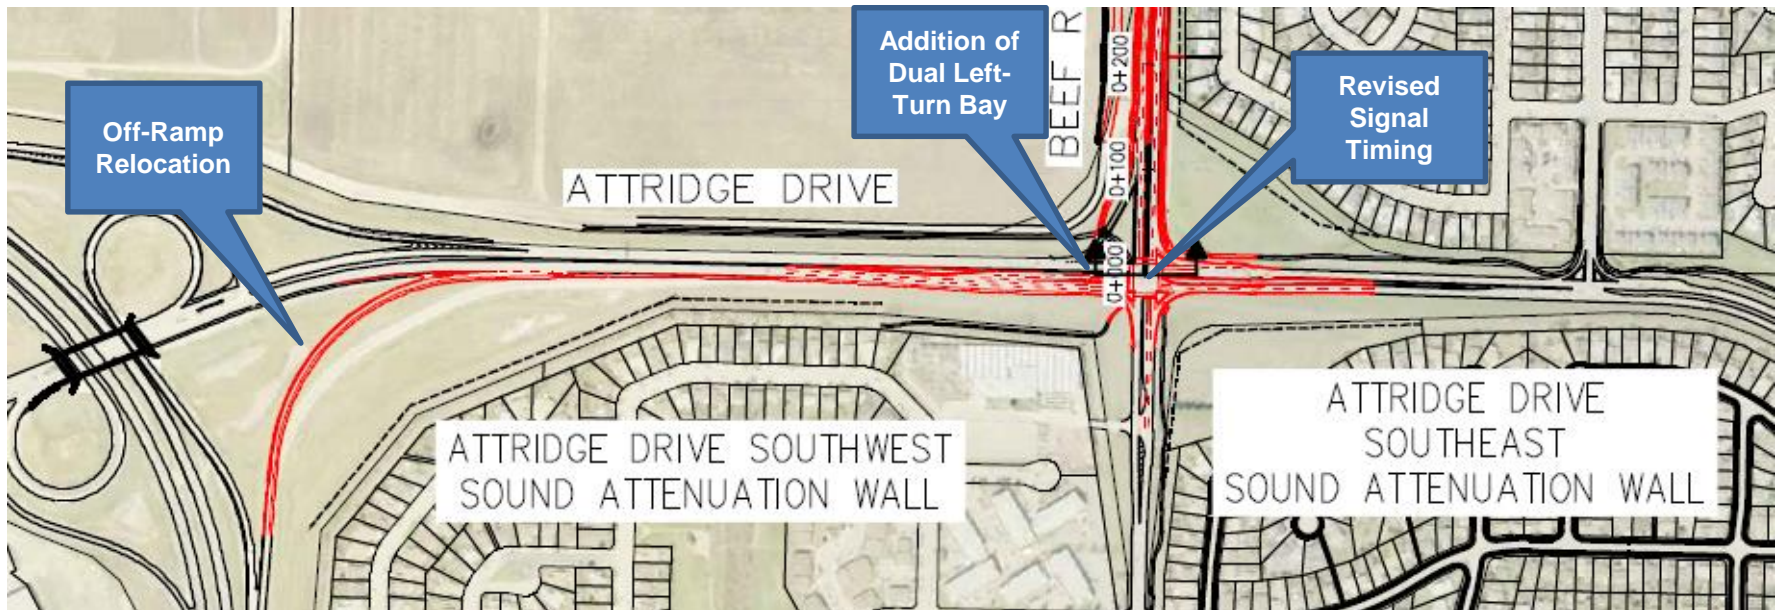 Off-Ramp
Relocation
Addition of
Dual Left-
Turn Bay
Revised
Signal
Timing
BEEF R
0+200
0+100
0+000
ATTRIDGE DRIVE
ATTRIDGE DRIVE SOUTHWEST
SOUND ATTENUATION WALL
ATTRIDGE DRIVE
SOUTHEAST
SOUND ATTENUATION WALL